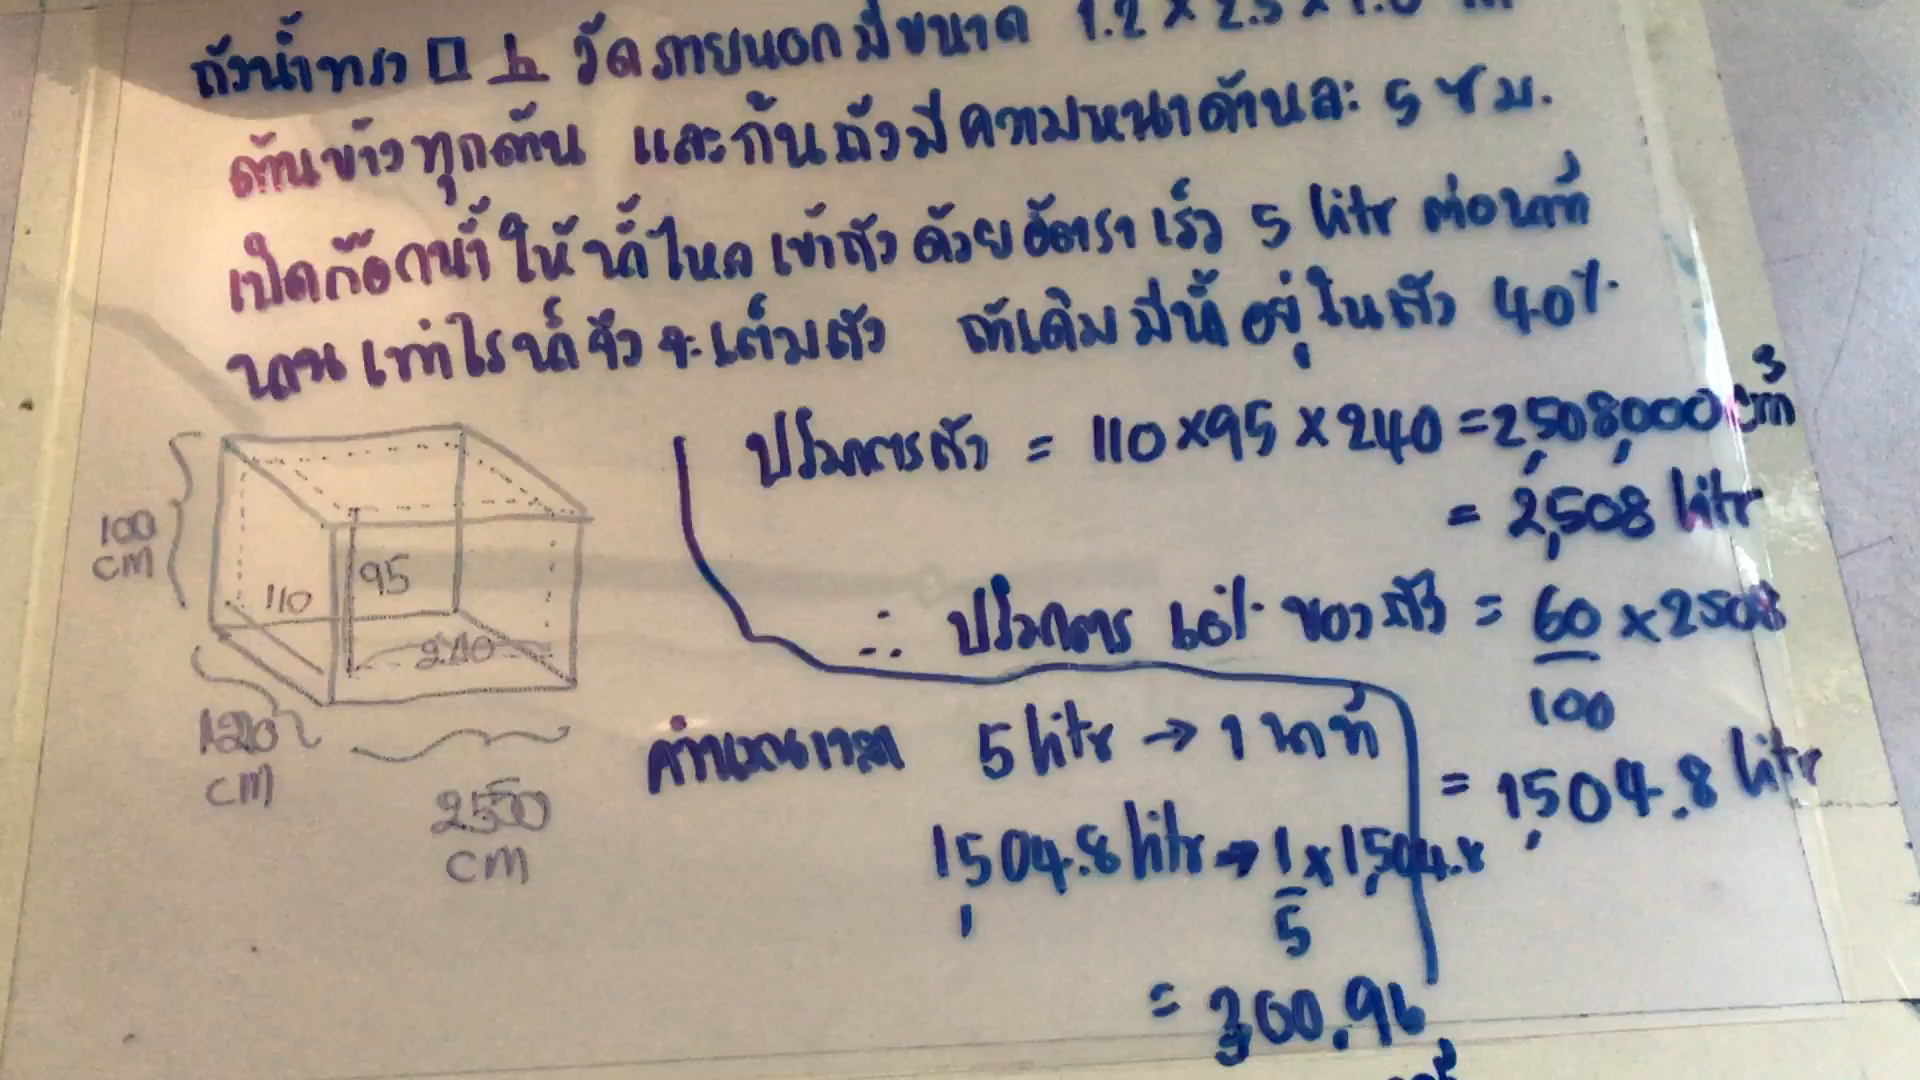 ถังน้ำทรง □ ⊥ วัดภายนอกมีขนาด 1.2 × 2.5 × 1.0 m
ด้านข้างทุกด้าน และก้นถังมีความหนาด้านละ 5 ซม.
เปิดก๊อกน้ำให้น้ำไหลเข้าถังด้วยอัตราเร็ว 5 litr ต่อนาที
นานเท่าไรน้ำจึงจะเต็มถัง ถ้าเดิมมีน้ำอยู่ในถัง 40%
ปริมาตรถัง = 110 × 95 × 240 = 2,508,000 cm³
= 2,508 litr
∴ ปริมาตร 60% ของถัง = 60/100 × 2508
= 1,504.8 litr
100 cm
110
95
240
120 cm
250 cm
คำนวณเวลา 5 litr → 1 นาที
1,504.8 litr → 1/5 × 1,504.8
= 300.96